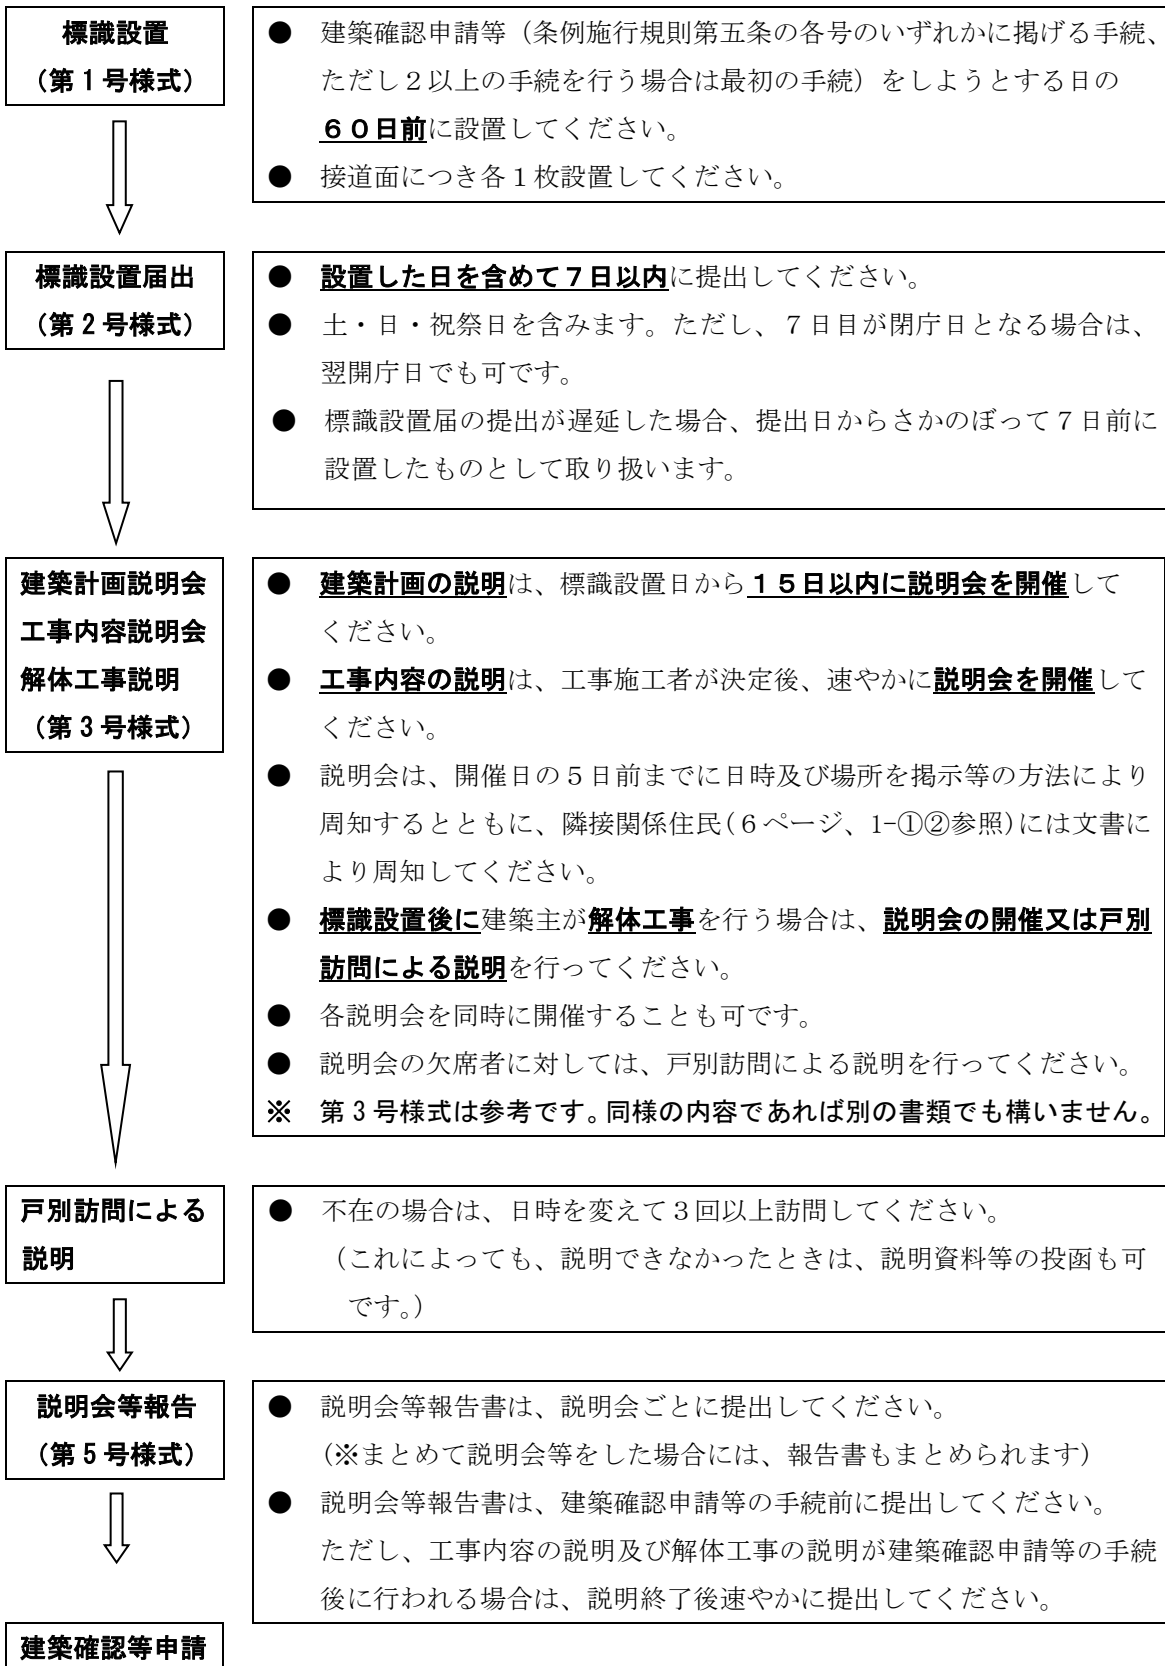 標識設置
（第１号様式）
● 建築確認申請等（条例施行規則第五条の各号のいずれかに掲げる手続、
ただし２以上の手続を行う場合は最初の手続）をしようとする日の
６０日前に設置してください。
● 接道面につき各１枚設置してください。
標識設置届出
（第２号様式）
● 設置した日を含めて７日以内に提出してください。
● 土・日・祝祭日を含みます。ただし、７日目が閉庁日となる場合は、
翌開庁日でも可です。
● 標識設置届の提出が遅延した場合、提出日からさかのぼって７日前に
設置したものとして取り扱います。
建築計画説明会
工事内容説明会
解体工事説明
（第３号様式）
● 建築計画の説明は、標識設置日から１５日以内に説明会を開催して
ください。
● 工事内容の説明は、工事施工者が決定後、速やかに説明会を開催して
ください。
● 説明会は、開催日の５日前までに日時及び場所を掲示等の方法により
周知するとともに、隣接関係住民(６ページ、1-①②参照)には文書に
より周知してください。
● 標識設置後に建築主が解体工事を行う場合は、説明会の開催又は戸別
訪問による説明を行ってください。
● 各説明会を同時に開催することも可です。
● 説明会の欠席者に対しては、戸別訪問による説明を行ってください。
※ 第３号様式は参考です。同様の内容であれば別の書類でも構いません。
戸別訪問による
説明
● 不在の場合は、日時を変えて３回以上訪問してください。
（これによっても、説明できなかったときは、説明資料等の投函も可
です。）
説明会等報告
（第５号様式）
● 説明会等報告書は、説明会ごとに提出してください。
(※まとめて説明会等をした場合には、報告書もまとめられます)
● 説明会等報告書は、建築確認申請等の手続前に提出してください。
ただし、工事内容の説明及び解体工事の説明が建築確認申請等の手続
後に行われる場合は、説明終了後速やかに提出してください。
建築確認等申請